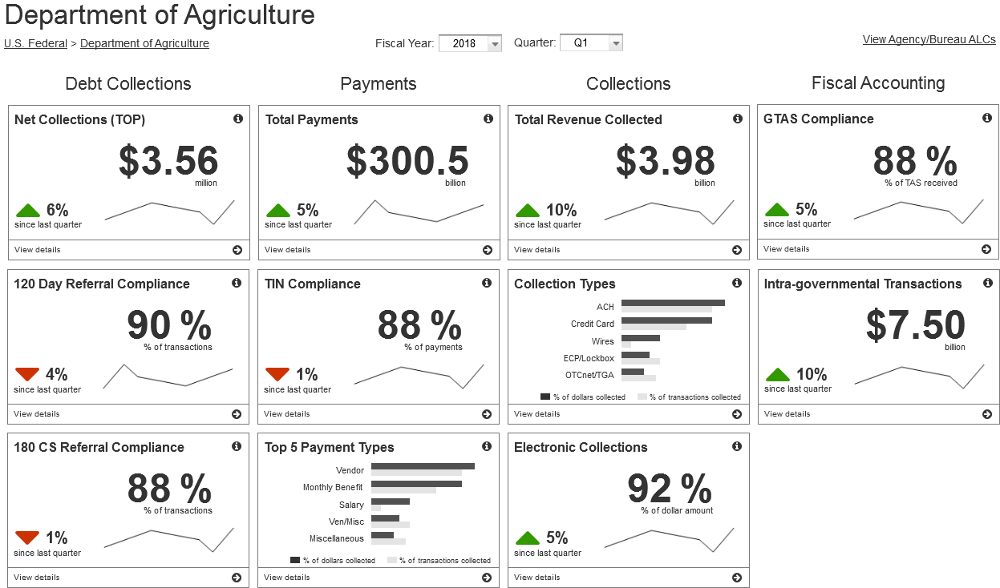 Department of Agriculture
U.S. Federal > Department of Agriculture
Fiscal Year: 2018 Quarter: Q1
View Agency/Bureau ALCs
Debt Collections
Payments
Collections
Fiscal Accounting
Net Collections (TOP)
$3.56
million
6%
since last quarter
View details
Total Payments
$300.5
billion
5%
since last quarter
View details
Total Revenue Collected
$3.98
billion
10%
since last quarter
View details
GTAS Compliance
88 %
% of TAS received
5%
since last quarter
View details
120 Day Referral Compliance
90 %
% of transactions
4%
since last quarter
View details
TIN Compliance
88 %
% of payments
1%
since last quarter
View details
Collection Types
ACH
Credit Card
Wires
ECP/Lockbox
OTCnet/TGA
% of dollars collected % of transactions collected
View details
Intra-governmental Transactions
$7.50
billion
10%
since last quarter
View details
180 CS Referral Compliance
88 %
% of transactions
1%
since last quarter
View details
Top 5 Payment Types
Vendor
Monthly Benefit
Salary
Ven/Misc
Miscellaneous
% of dollars collected % of transactions collected
View details
Electronic Collections
92 %
% of dollar amount
5%
since last quarter
View details